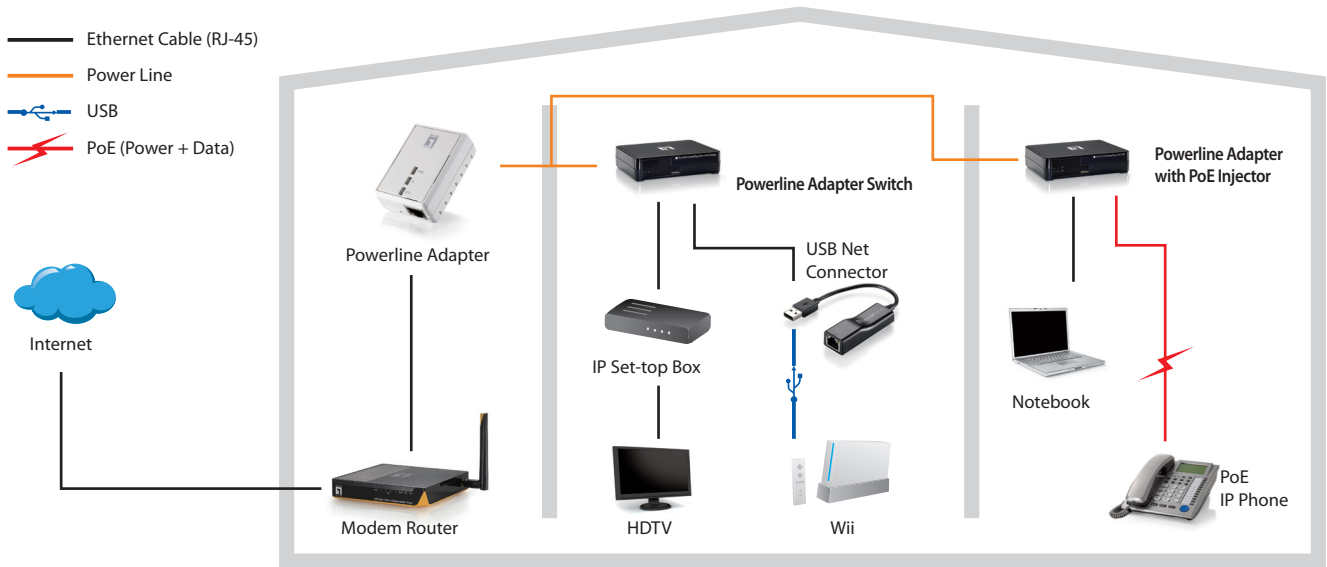 Ethernet Cable (RJ-45)
Power Line
USB
PoE (Power + Data)
Internet
Powerline Adapter
Modem Router
Powerline Adapter Switch
USB Net
Connector
IP Set-top Box
HDTV
Wii
Powerline Adapter
with PoE Injector
Notebook
PoE
IP Phone